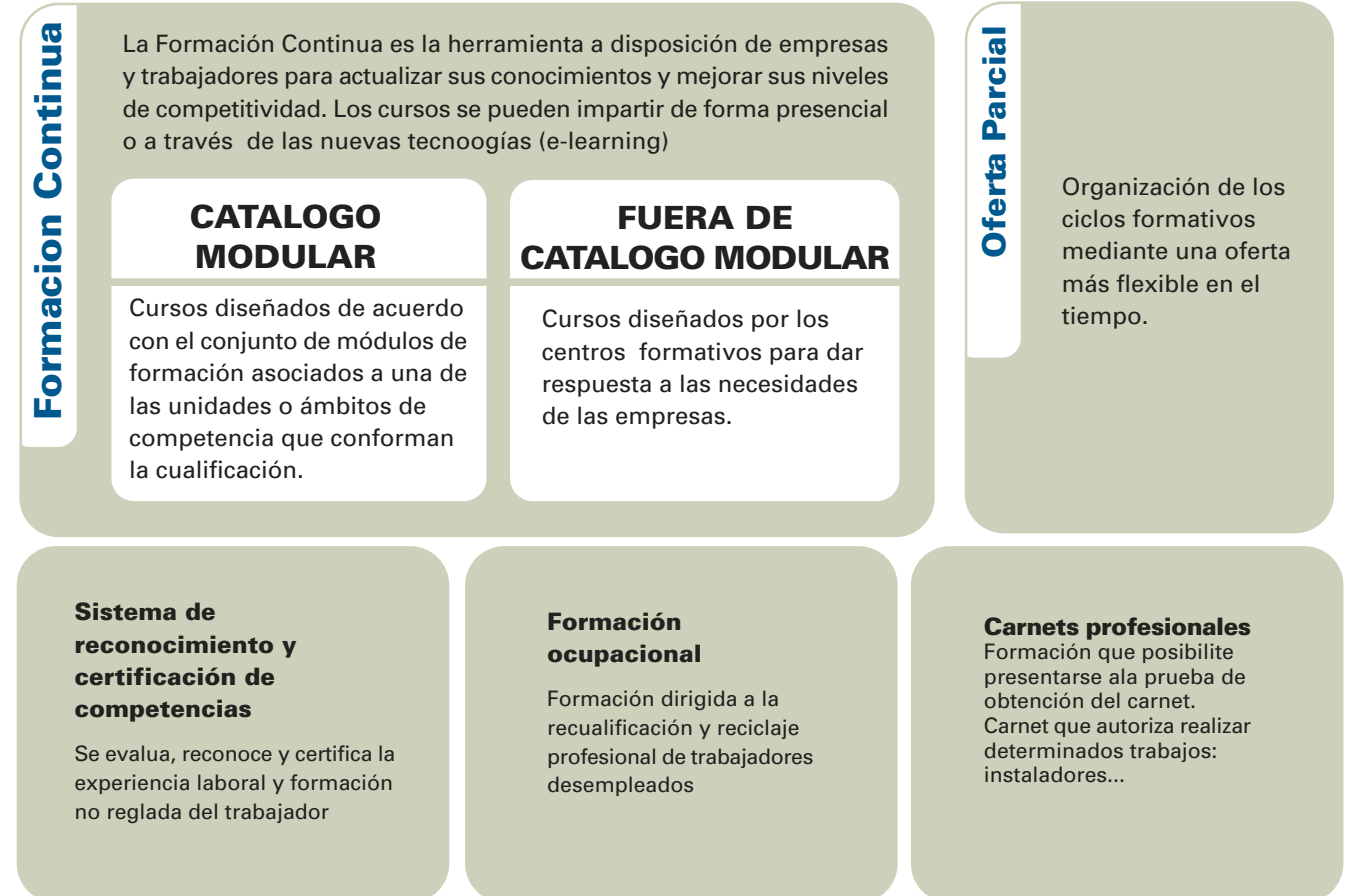 Formacion Continua
La Formación Continua es la herramienta a disposición de empresas
y trabajadores para actualizar sus conocimientos y mejorar sus niveles
de competitividad. Los cursos se pueden impartir de forma presencial
o a través  de las nuevas tecnoogías (e-learning)
CATALOGO
MODULAR
Cursos diseñados de acuerdo
con el conjunto de módulos de
formación asociados a una de
las unidades o ámbitos de
competencia que conforman
la cualificación.
FUERA DE
CATALOGO MODULAR
Cursos diseñados por los
centros  formativos para dar
respuesta a las necesidades
de las empresas.
Oferta Parcial
Organización de los
ciclos formativos
mediante una oferta
más flexible en el
tiempo.
Sistema de
reconocimiento y
certificación de
competencias
Se evalua, reconoce y certifica la
experiencia laboral y formación
no reglada del trabajador
Formación
ocupacional
Formación dirigida a la
recualificación y reciclaje
profesional de trabajadores
desempleados
Carnets profesionales
Formación que posibilite
presentarse ala prueba de
obtención del carnet.
Carnet que autoriza realizar
determinados trabajos:
instaladores...